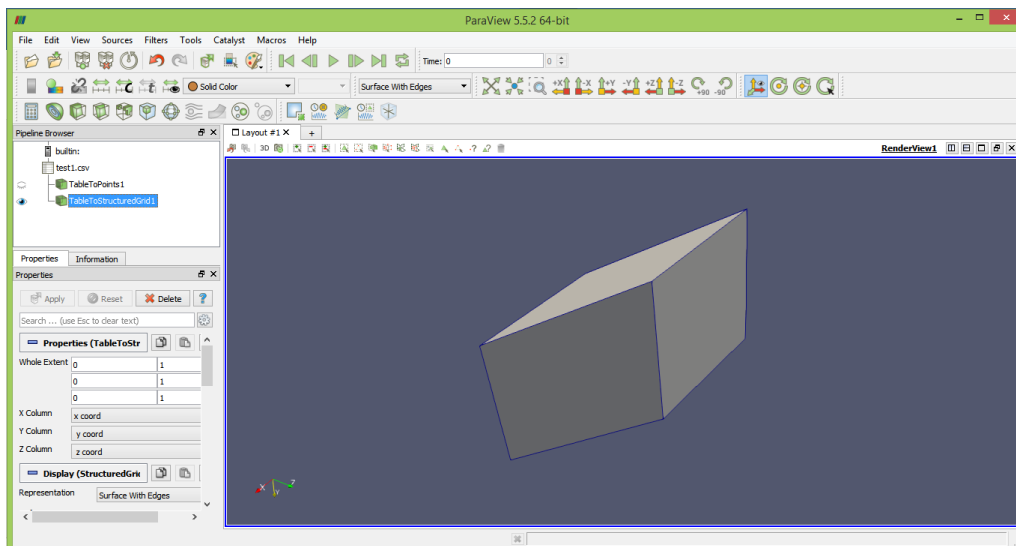 ParaView 5.5.2 64-bit
File Edit View Sources Filters Tools Catalyst Macros Help
Time: 0 0
Solid Color Surface With Edges +X -X +Y -Y +Z -Z +90 -90
Pipeline Browser
Layout #1 X +
builtin:
3D RenderView1
test1.csv
TableToPoints1
TableToStructuredGrid1
Properties Information
Properties
Apply Reset Delete ?
Search ... (use Esc to clear text)
Properties (TableToStr
Whole Extent 0 1
0 1
0 1
X Column x coord
Y Column y coord
Z Column z coord
Display (StructuredGri
Representation Surface With Edges
X Y Z